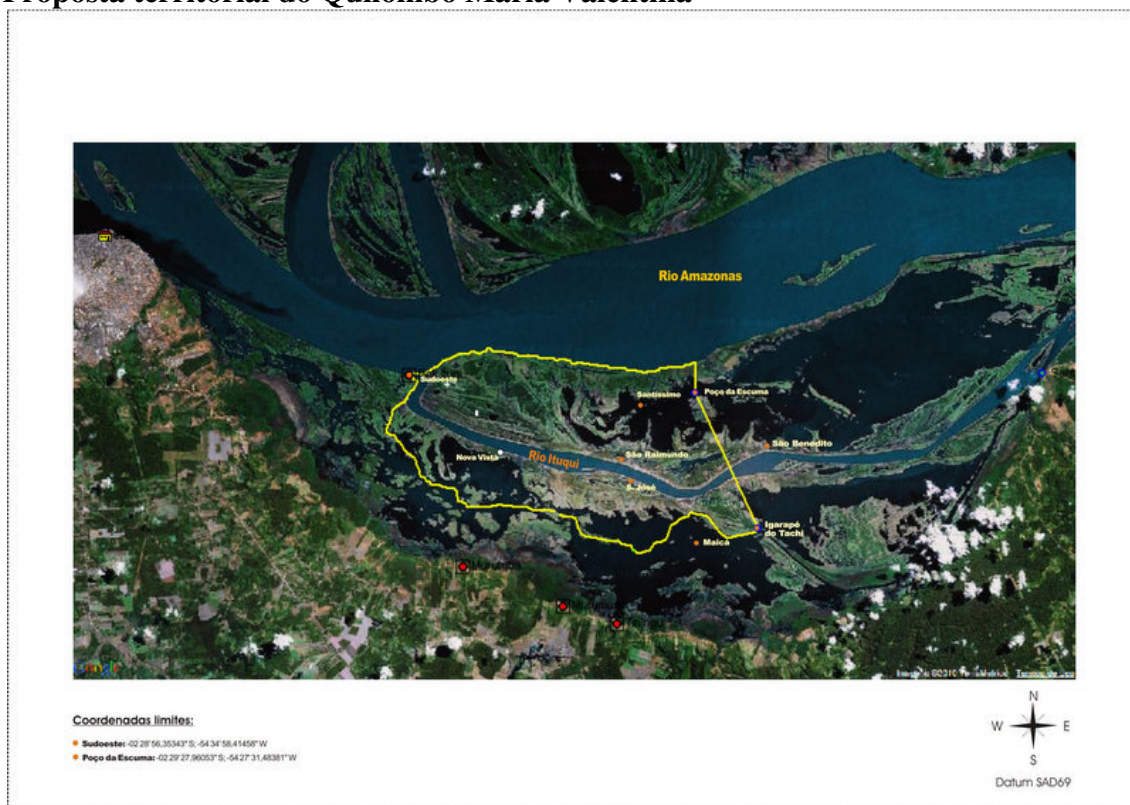 Proposta territorial do Quilombo Maria Valentina
Rio Amazonas
Sudoeste
Santíssimo
Poço da Escuma
São Benedito
Nova Vista
Rio Ituqui
São Raimundo
S. José
Igarapé
do Tachi
Maicá
Google
Coordenadas limites:
Sudoeste: -02 28' 56,35343" S; -54 34' 58,41458" W
Poço da Escuma: -02 29' 27,96053" S; -54 27' 31,48381" W
N
W E
S
Datum SAD69